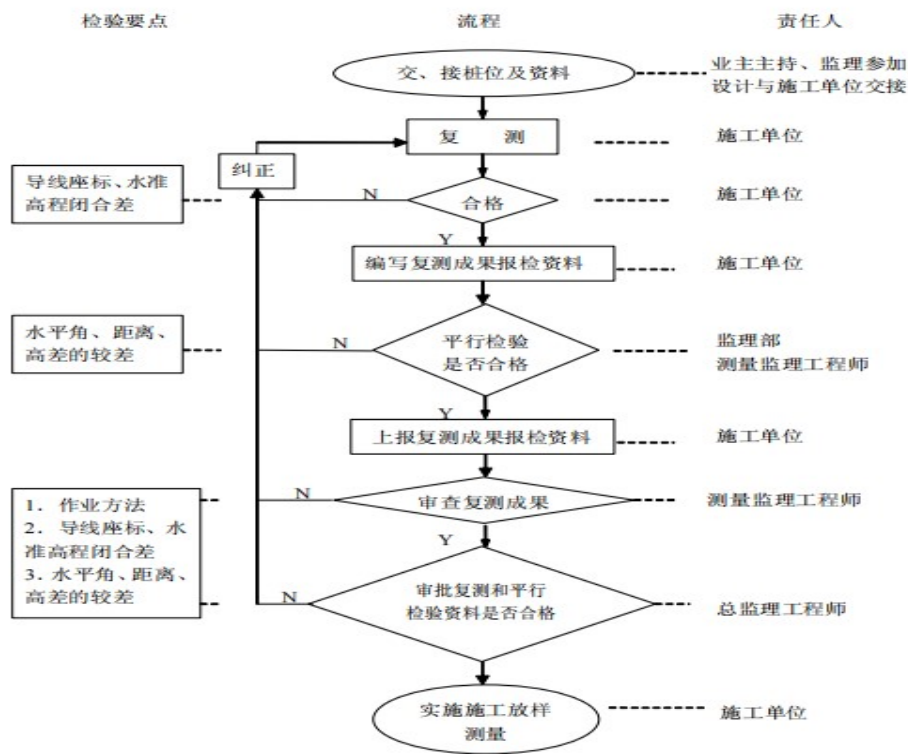 检验要点 流程 责任人
交、接桩位及资料
业主主持、监理参加
设计与施工单位交接
复 测
施工单位
纠正
导线座标、水准
高程闭合差
N
合格
施工单位
Y
编写复测成果报检资料
施工单位
水平角、距离、
高差的较差
N
平行检验
是否合格
监理部
测量监理工程师
Y
上报复测成果报检资料
施工单位
N
审查复测成果
测量监理工程师
1. 作业方法
2. 导线座标、水
准高程闭合差
3.水平角、距离、
高差的较差
Y
N
审批复测和平行
检验资料是否合格
总监理工程师
实施施工放样
测量
施工单位